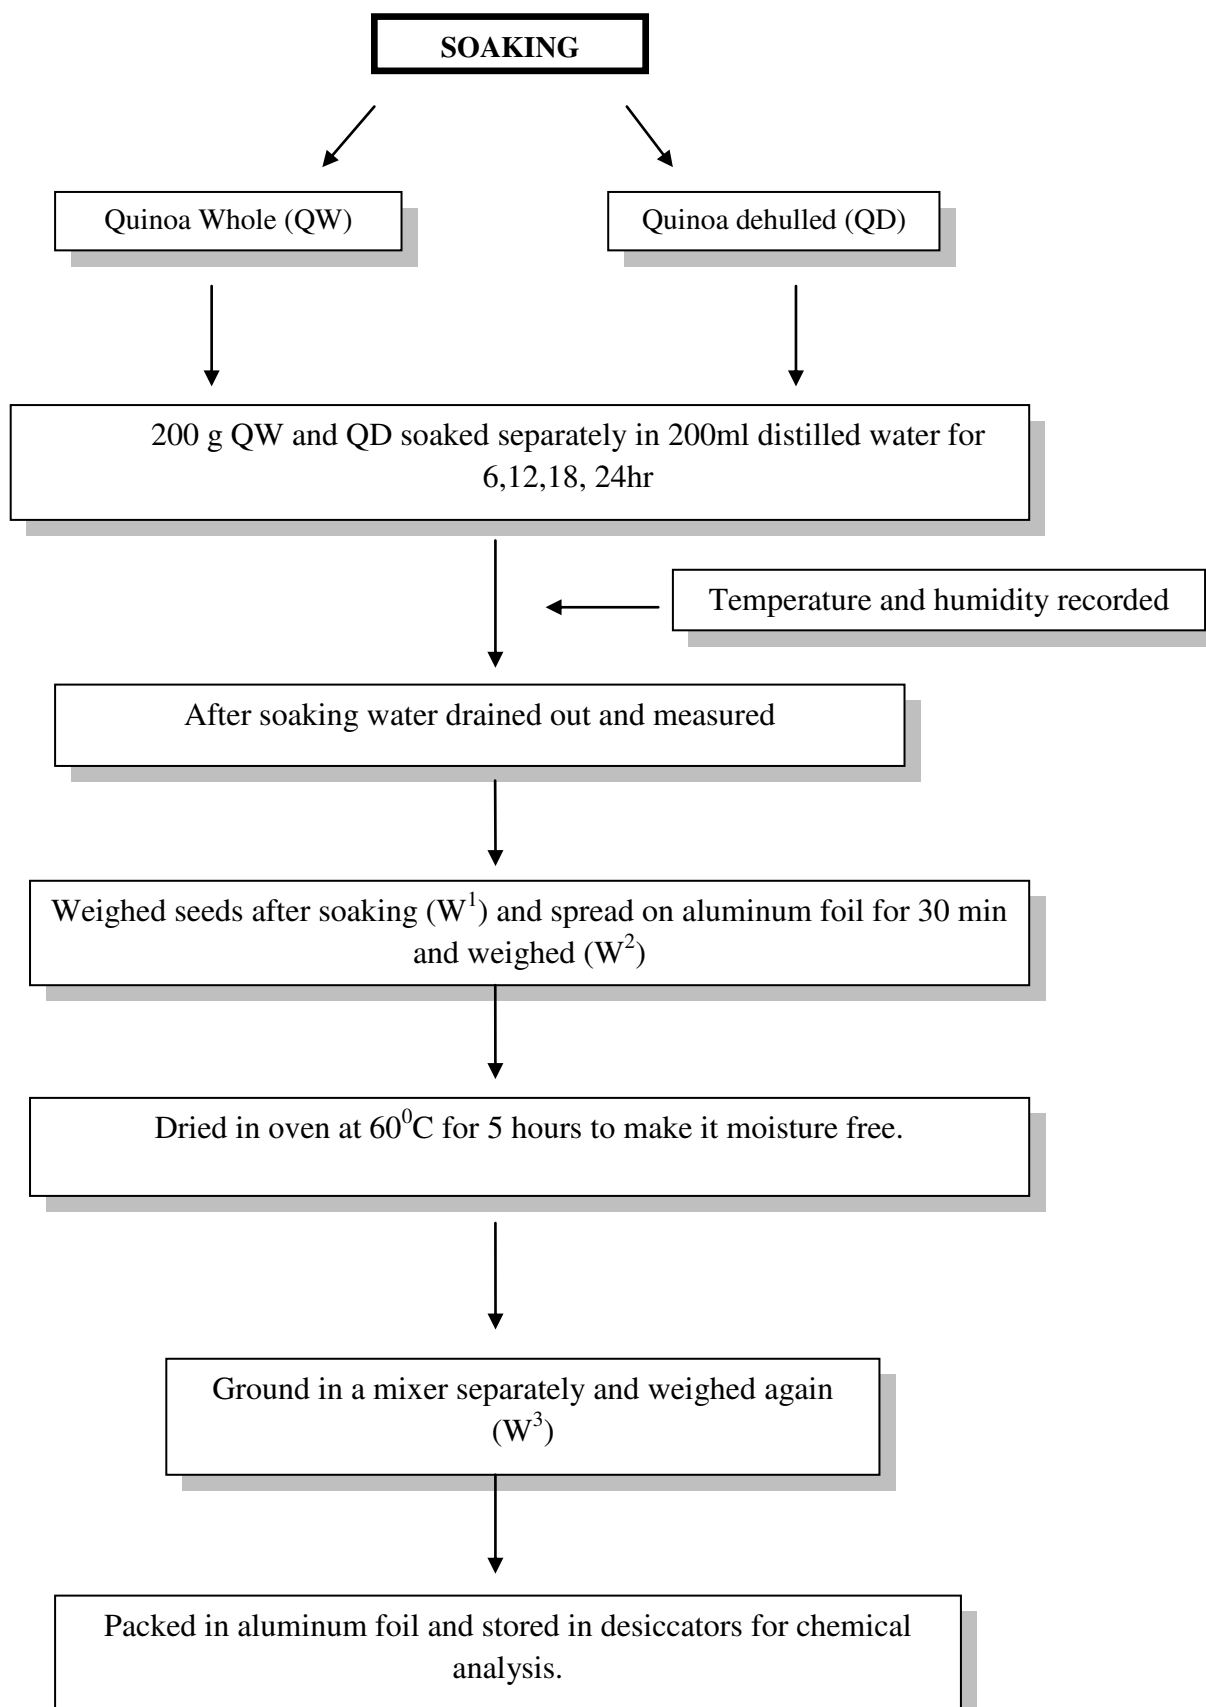 SOAKING
Quinoa Whole (QW)
Quinoa dehulled (QD)
200 g QW and QD soaked separately in 200ml distilled water for
6,12,18, 24hr
Temperature and humidity recorded
After soaking water drained out and measured
Weighed seeds after soaking (W¹) and spread on aluminum foil for 30 min
and weighed (W²)
Dried in oven at 60⁰C for 5 hours to make it moisture free.
Ground in a mixer separately and weighed again
(W³)
Packed in aluminum foil and stored in desiccators for chemical
analysis.